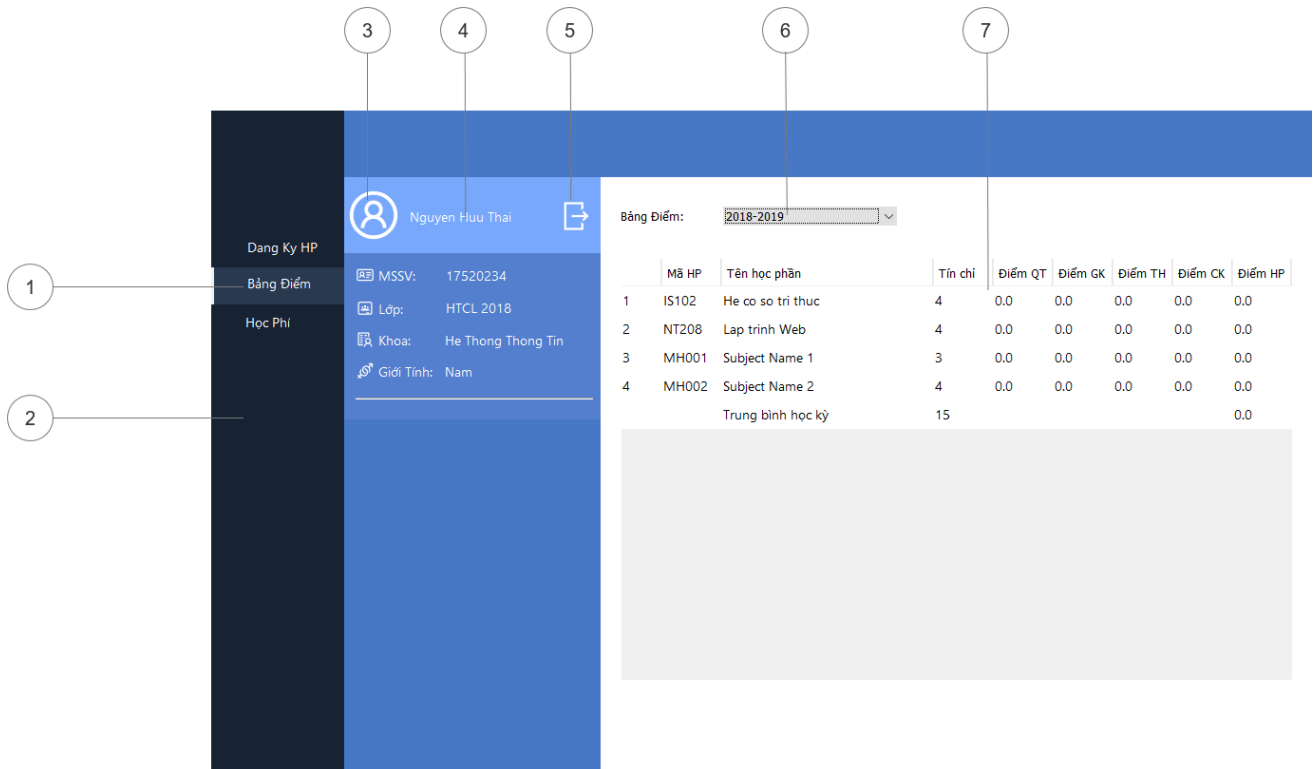 3 4 5 6 7
Nguyen Huu Thai
Bảng Điểm: 2018-2019
Dang Ky HP
1
Bảng Điểm
Học Phí
2
MSSV: 17520234
Lớp: HTCL 2018
Khoa: He Thong Thong Tin
Giới Tính: Nam
Mã HP Tên học phần Tín chỉ Điểm QT Điểm GK Điểm TH Điểm CK Điểm HP
1 IS102 He co so tri thuc 4 0.0 0.0 0.0 0.0 0.0
2 NT208 Lap trinh Web 4 0.0 0.0 0.0 0.0 0.0
3 MH001 Subject Name 1 3 0.0 0.0 0.0 0.0 0.0
4 MH002 Subject Name 2 4 0.0 0.0 0.0 0.0 0.0
Trung bình học kỳ 15 0.0